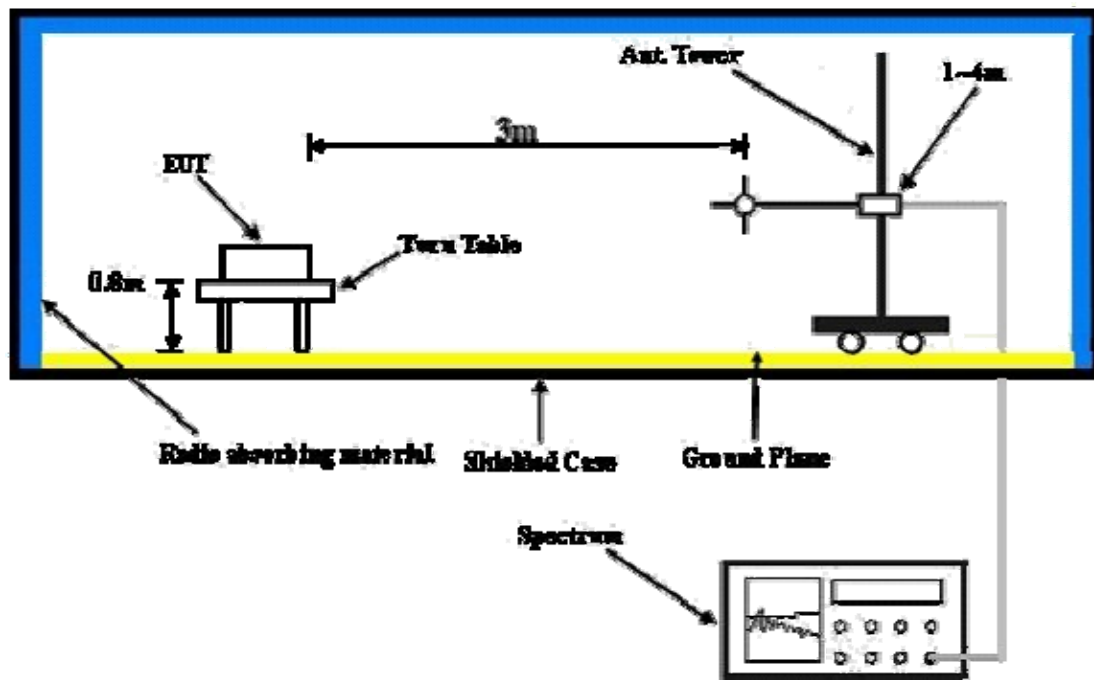 Ant. Tower
1~4m
3m
EUT
Turn Table
0.8m
Radio absorbing material
Shielded Case
Ground Plane
Spectrum